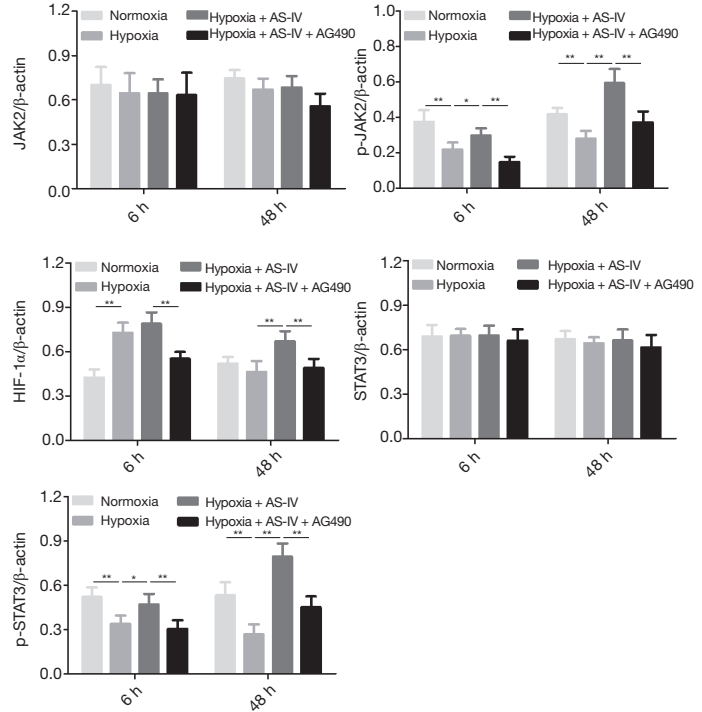 JAK2/β-actin
1.2
0.9
0.6
0.3
0.0
Normoxia
Hypoxia
Hypoxia + AS-IV
Hypoxia + AS-IV + AG490
6 h
48 h
p-JAK2/β-actin
1.0
0.8
0.6
0.4
0.2
0.0
Normoxia
Hypoxia
Hypoxia + AS-IV
Hypoxia + AS-IV + AG490
** * **
** ** **
6 h
48 h
HIF-1α/β-actin
1.2
0.9
0.6
0.3
0.0
Normoxia
Hypoxia
Hypoxia + AS-IV
Hypoxia + AS-IV + AG490
** **
** **
6 h
48 h
STAT3/β-actin
1.2
0.9
0.6
0.3
0.0
Normoxia
Hypoxia
Hypoxia + AS-IV
Hypoxia + AS-IV + AG490
6 h
48 h
p-STAT3/β-actin
1.2
0.9
0.6
0.3
0.0
Normoxia
Hypoxia
Hypoxia + AS-IV
Hypoxia + AS-IV + AG490
** * **
** ** **
6 h
48 h